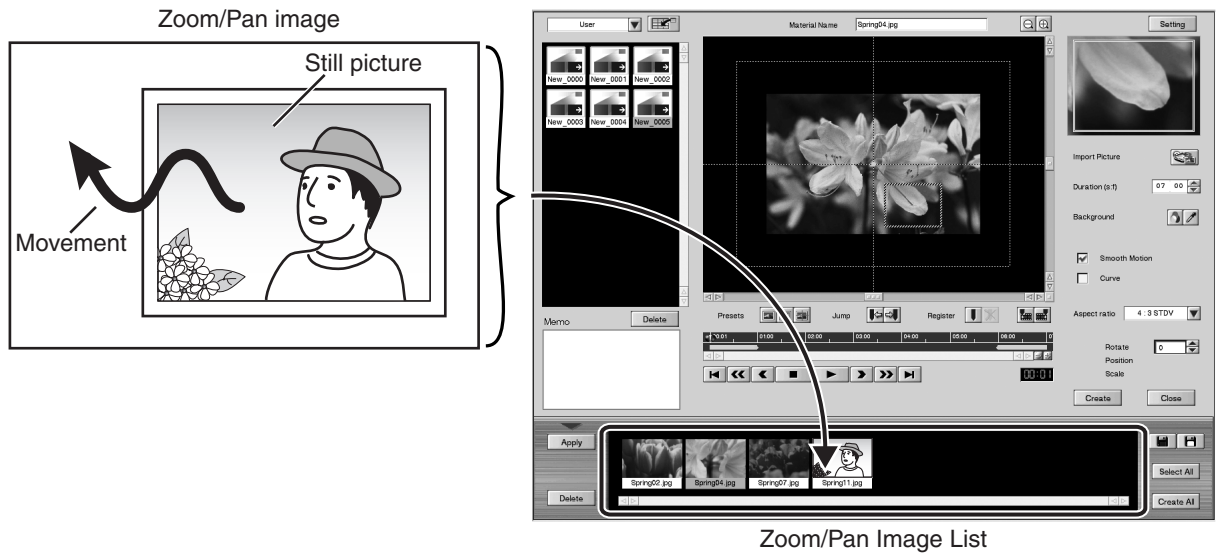 Zoom/Pan image
Still picture
Movement
User
Material Name
Spring04.jpg
Setting
New_0000
New_0001
New_0002
New_0003
New_0004
New_0005
Import Picture
Duration (s:f)
07 00
Background
Smooth Motion
Curve
Aspect ratio
4 : 3 STDV
Rotate
0
Position
Scale
Create
Close
Memo
Delete
Presets
Jump
Register
01:00
02:00
03:00
04:00
05:00
06:00
00:01
Apply
Delete
Spring02.jpg
Spring04.jpg
Spring07.jpg
Spring11.jpg
Select All
Create All
Zoom/Pan Image List